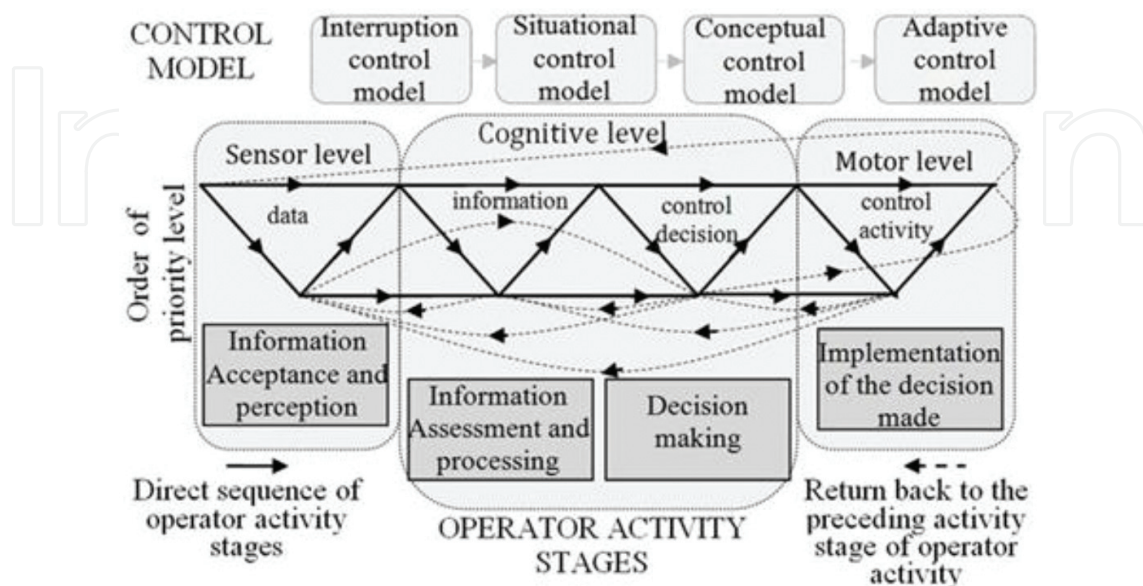 CONTROL
MODEL
Interruption
control
model
Situational
control
model
Conceptual
control
model
Adaptive
control
model
In
n
Sensor level
Cognitive level
Motor level
Order of
priority level
data
information
control
decision
control
activity
Information
Acceptance and
perception
Information
Assessment and
processing
Decision
making
Implementation
of the decision
made
Direct sequence of
operator activity
stages
OPERATOR ACTIVITY
STAGES
Return back to the
preceding activity
stage of operator
activity